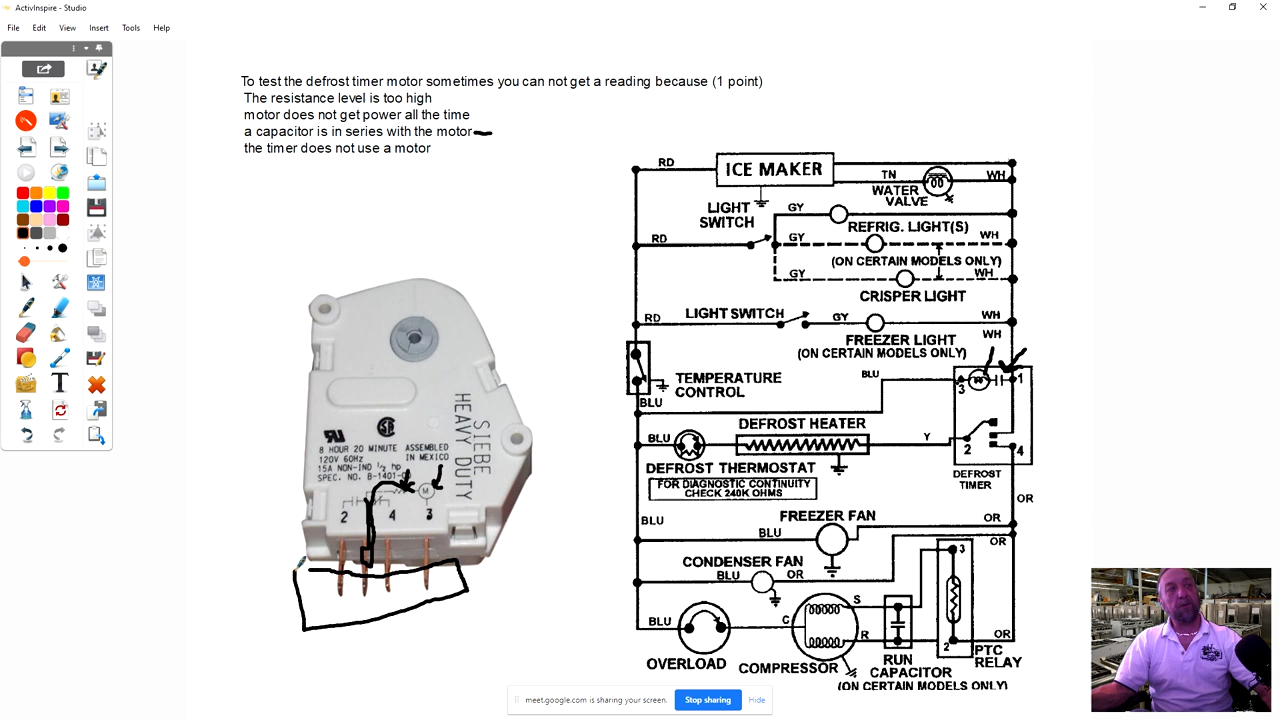 ActivInspire - Studio
File Edit View Insert Tools Help
To test the defrost timer motor sometimes you can not get a reading because (1 point)
The resistance level is too high
motor does not get power all the time
a capacitor is in series with the motor
the timer does not use a motor
RD
ICE MAKER
TN
WH
WATER
VALVE
LIGHT
SWITCH
GY
REFRIG. LIGHT(S)
RD
GY
WH
(ON CERTAIN MODELS ONLY)
GY
WH
CRISPER LIGHT
RD
LIGHT SWITCH
GY
WH
FREEZER LIGHT
(ON CERTAIN MODELS ONLY)
WH
BLU
3
1
TEMPERATURE
CONTROL
BLU
DEFROST HEATER
BLU
Y
2
4
DEFROST THERMOSTAT
DEFROST
TIMER
FOR DIAGNOSTIC CONTINUITY
CHECK 240K OHMS
OR
BLU
FREEZER FAN
BLU
OR
OR
CONDENSER FAN
BLU
OR
3
BLU
C
S
R
2
OR
OVERLOAD
COMPRESSOR
RUN
CAPACITOR
(ON CERTAIN MODELS ONLY)
PTC
RELAY
SIEBE
HEAVY DUTY
8 HOUR 20 MINUTE ASSEMBLED
120V 60Hz IN MEXICO
15A NON-IND 1/2 hp
SPEC. NO. B-1401-0
M
2 4 3
meet.google.com is sharing your screen. Stop sharing Hide